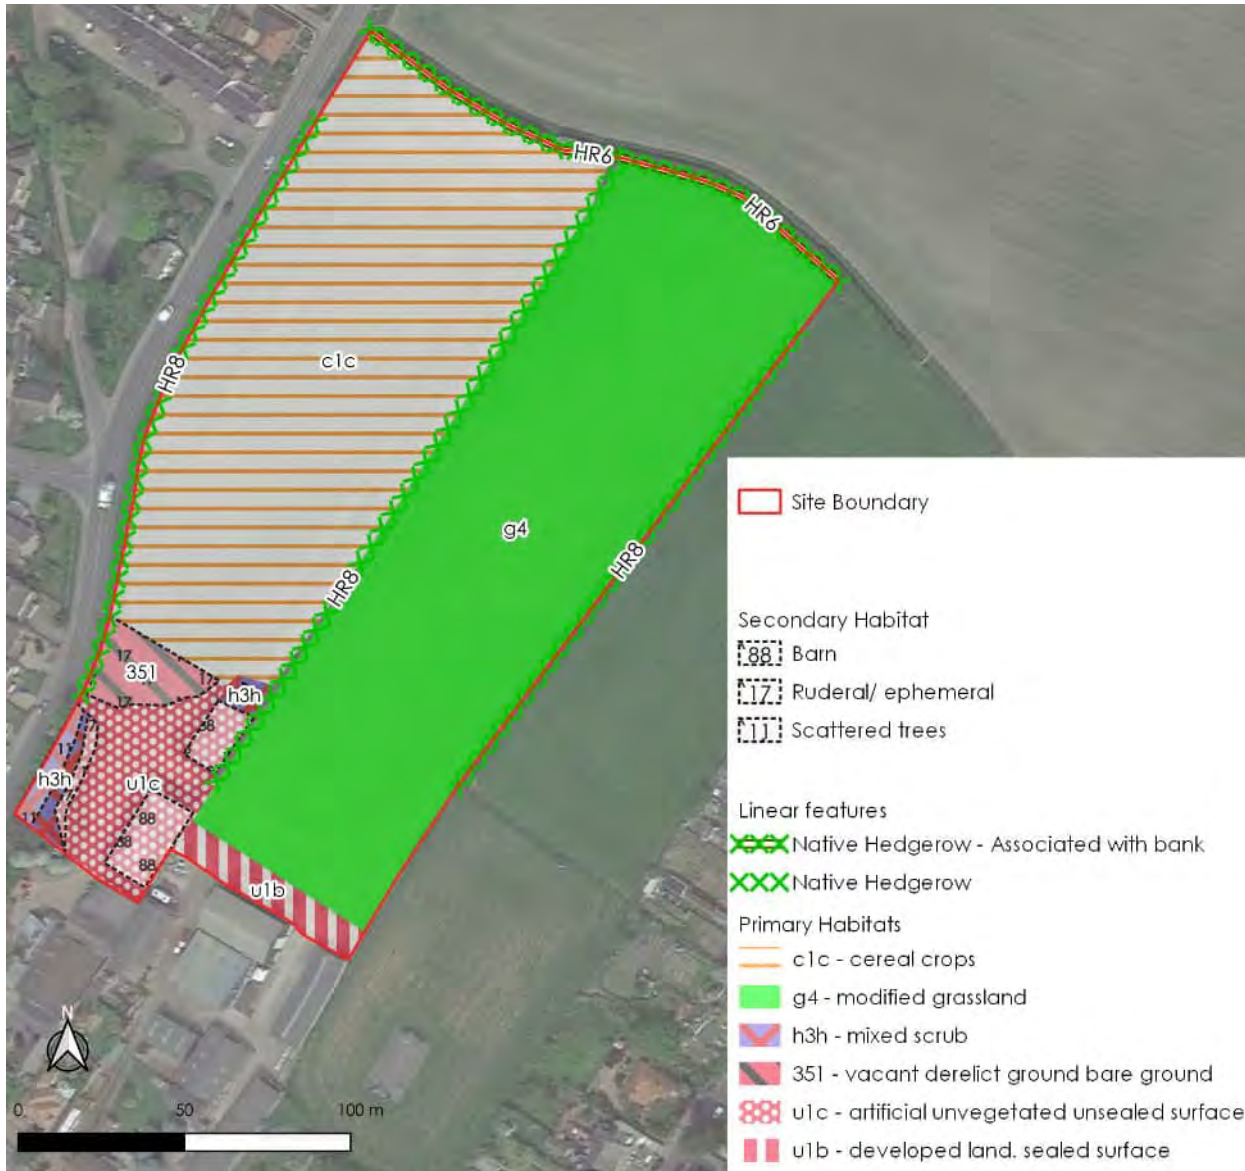 HR6
HR6
c1c
HR8
g4
HR8
HR8
17
351
17
17
h3h
88
11
h3h
u1c
88
88
11
88
u1b
N
0 50 100 m
Site Boundary
Secondary Habitat
88 Barn
17 Ruderal/ ephemeral
11 Scattered trees
Linear features
Native Hedgerow - Associated with bank
Native Hedgerow
Primary Habitats
c1c - cereal crops
g4 - modified grassland
h3h - mixed scrub
351 - vacant derelict ground bare ground
u1c - artificial unvegetated unsealed surface
u1b - developed land. sealed surface